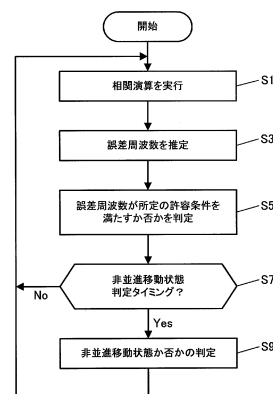 開始
相関演算を実行
S1
誤差周波数を推定
S3
誤差周波数が所定の許容条件を
満たすか否かを判定
S5
非並進移動状態
判定タイミング？
S7
No
Yes
非並進移動状態か否かの判定
S9